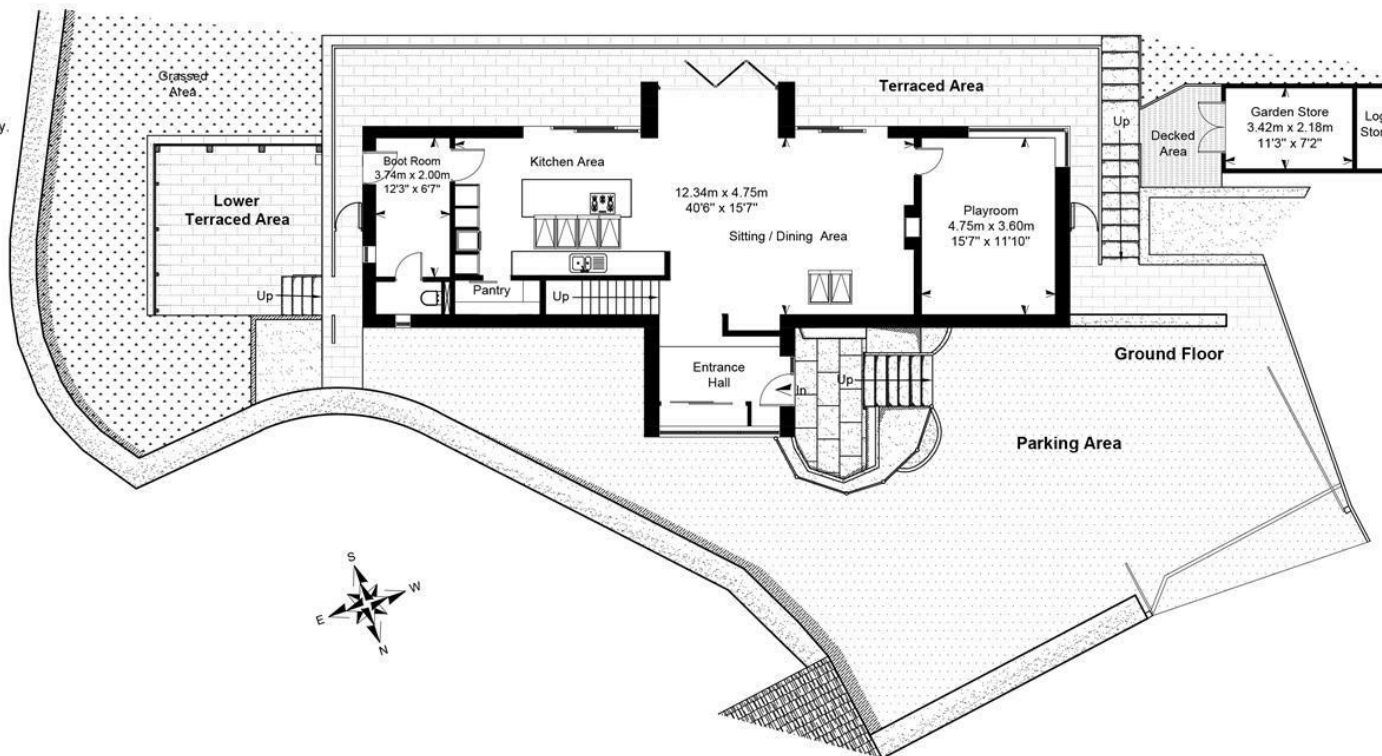 Grassed
Area
y.
Lower
Terraced Area
Up
Boot Room
3.74m x 2.00m
12'3" x 6'7"
Kitchen Area
Pantry
Up
12.34m x 4.75m
40'6" x 15'7"
Sitting / Dining Area
Terraced Area
Playroom
4.75m x 3.60m
15'7" x 11'10"
Up
Decked
Area
Garden Store
3.42m x 2.18m
11'3" x 7'2"
Log
Stor
Entrance
Hall
In
Up
Ground Floor
Parking Area
S
W
E
N